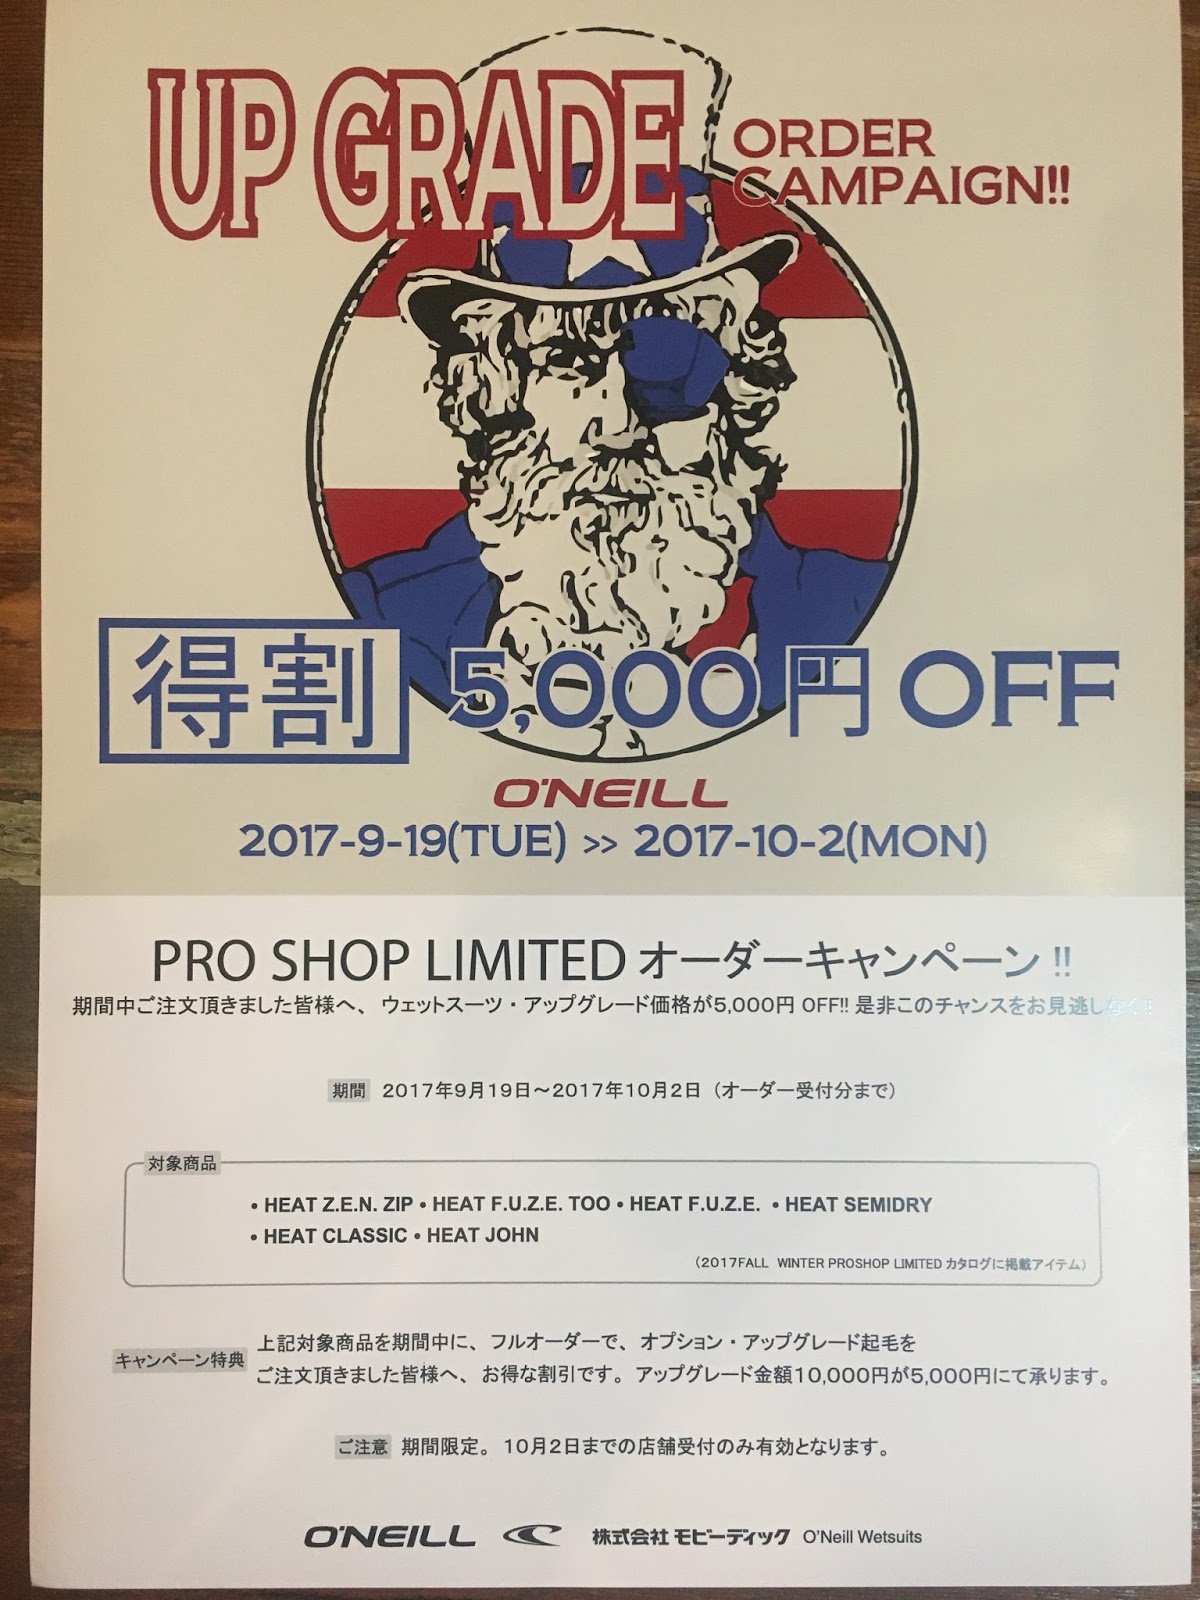 UP GRADE
ORDER
CAMPAIGN!!
得割 5,000円 OFF
O'NEILL
2017-9-19(TUE) >> 2017-10-2(MON)
PRO SHOP LIMITED オーダーキャンペーン !!
期間中ご注文頂きました皆様へ、 ウェットスーツ・アップグレード価格が5,000円 OFF!! 是非このチャンスをお見逃しなく!!
期間 2017年9月19日～2017年10月2日 (オーダー受付分まで)
対象商品
• HEAT Z.E.N. ZIP • HEAT F.U.Z.E. TOO • HEAT F.U.Z.E. • HEAT SEMIDRY
• HEAT CLASSIC • HEAT JOHN
(2017FALL WINTER PROSHOP LIMITED カタログに掲載アイテム)
キャンペーン特典 上記対象商品を期間中に、 フルオーダーで、 オプション・アップグレード起毛を
ご注文頂きました皆様へ、 お得な割引です。 アップグレード金額10,000円が5,000円にて承ります。
ご注意 期間限定。 10月2日までの店舗受付のみ有効となります。
O'NEILL 株式会社 モビーディック O'Neill Wetsuits